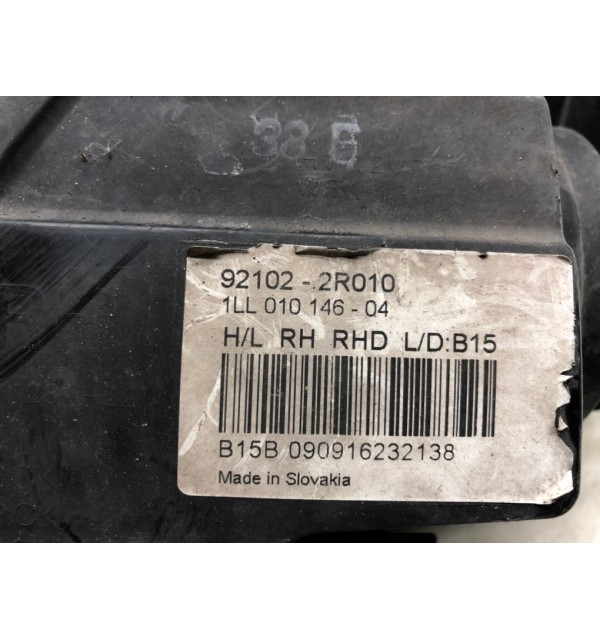 38
92102 - 2R010
1LL 010 146 - 04
H/L RH RHD L/D:B15
B15B 090916232138
Made in Slovakia